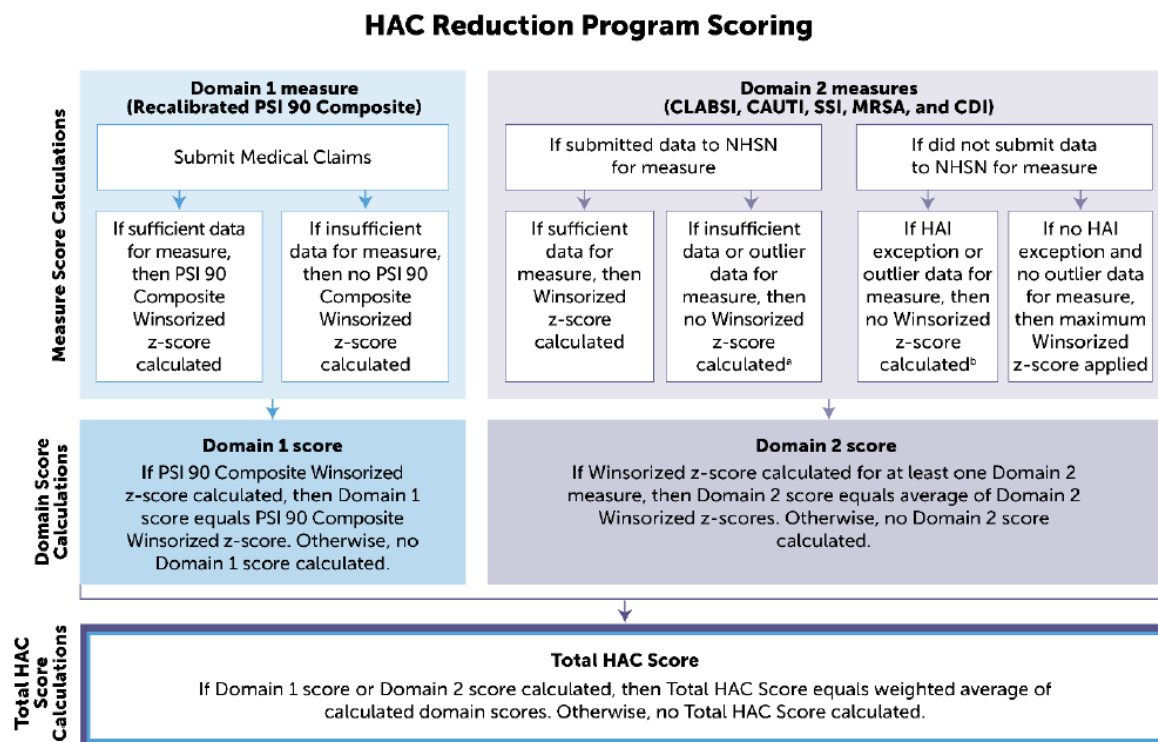 HAC Reduction Program Scoring
Measure Score Calculations
Domain 1 measure
(Recalibrated PSI 90 Composite)
Submit Medical Claims
If sufficient data
for measure,
then PSI 90
Composite
Winsorized
z-score
calculated
If insufficient
data for measure,
then no PSI 90
Composite
Winsorized
z-score
calculated
Domain 2 measures
(CLABSI, CAUTI, SSI, MRSA, and CDI)
If submitted data to NHSN
for measure
If sufficient
data for
measure, then
Winsorized
z-score
calculated
If insufficient
data or outlier
data for
measure, then
no Winsorized
z-score
calculatedᵃ
If did not submit data
to NHSN for measure
If HAI
exception or
outlier data for
measure, then
no Winsorized
z-score
calculatedᵇ
If no HAI
exception and
no outlier data
for measure,
then maximum
Winsorized
z-score applied
Domain Score
Calculations
Domain 1 score
If PSI 90 Composite Winsorized
z-score calculated, then Domain 1
score equals PSI 90 Composite
Winsorized z-score. Otherwise, no
Domain 1 score calculated.
Domain 2 score
If Winsorized z-score calculated for at least one Domain 2
measure, then Domain 2 score equals average of Domain 2
Winsorized z-scores. Otherwise, no Domain 2 score
calculated.
Total HAC
Score
Calculations
Total HAC Score
If Domain 1 score or Domain 2 score calculated, then Total HAC Score equals weighted average of
calculated domain scores. Otherwise, no Total HAC Score calculated.